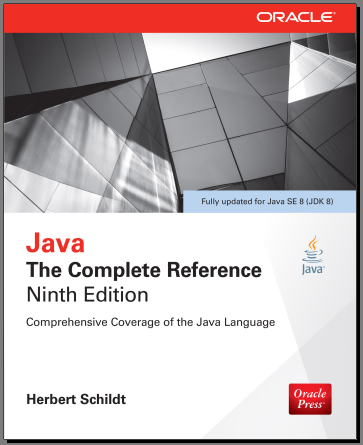 ORACLE
Fully updated for Java SE 8 (JDK 8)
Java
The Complete Reference
Ninth Edition
Java
Comprehensive Coverage of the Java Language
Herbert Schildt
Oracle
Press